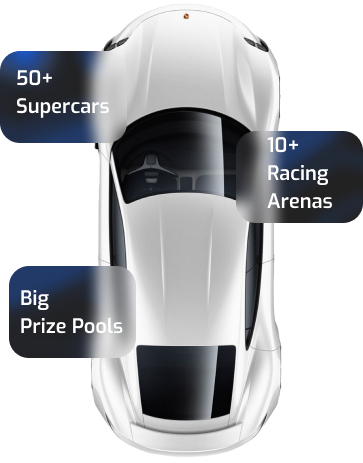 50+
Supercars
10+
Racing
Arenas
Big
Prize Pools